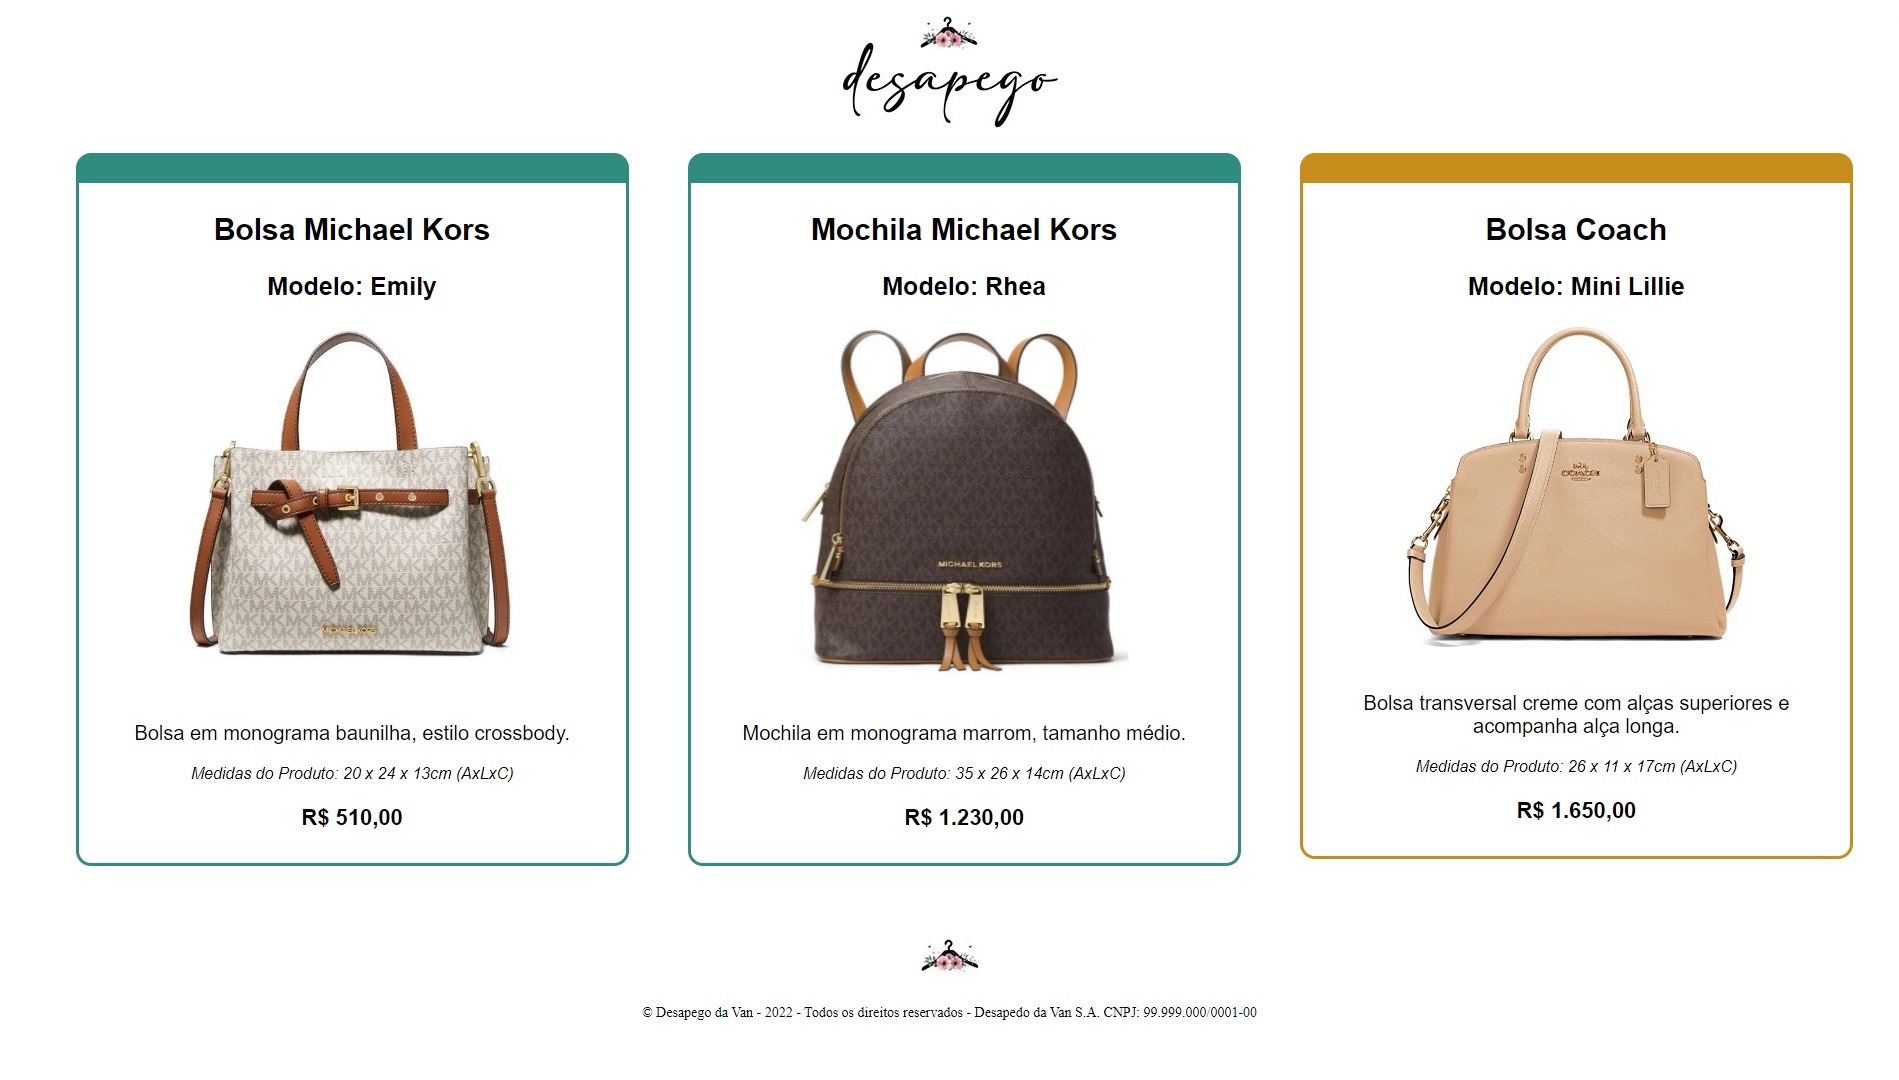 desapego
Bolsa Michael Kors
Modelo: Emily
MICHAEL KORS
Bolsa em monograma baunilha, estilo crossbody.
Medidas do Produto: 20 x 24 x 13cm (AxLxC)
R$ 510,00
Mochila Michael Kors
Modelo: Rhea
MICHAEL KORS
Mochila em monograma marrom, tamanho médio.
Medidas do Produto: 35 x 26 x 14cm (AxLxC)
R$ 1.230,00
Bolsa Coach
Modelo: Mini Lillie
COACH
Bolsa transversal creme com alças superiores e
acompanha alça longa.
Medidas do Produto: 26 x 11 x 17cm (AxLxC)
R$ 1.650,00
© Desapego da Van - 2022 - Todos os direitos reservados - Desapedo da Van S.A. CNPJ: 99.999.000/0001-00